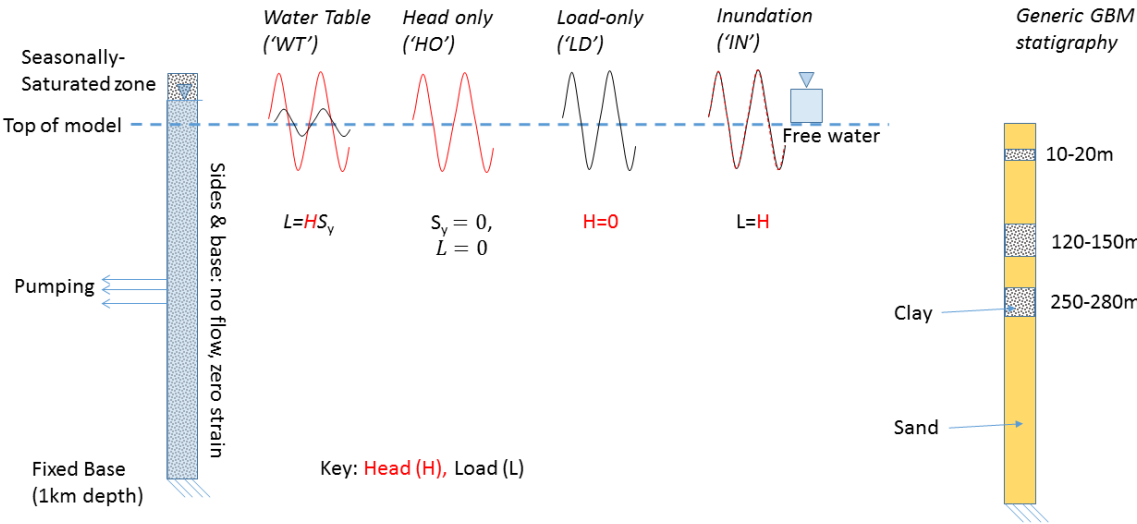 Water Table
('WT')
Head only
('HO')
Load-only
('LD')
Inundation
('IN')
Generic GBM
statigraphy
Seasonally-
Saturated zone
Top of model
Free water
10-20m
Sides & base: no flow, zero strain
L=HSy
Sy = 0,
L = 0
H=0
L=H
120-150m
Pumping
250-280m
Clay
Sand
Fixed Base
(1km depth)
Key: Head (H), Load (L)